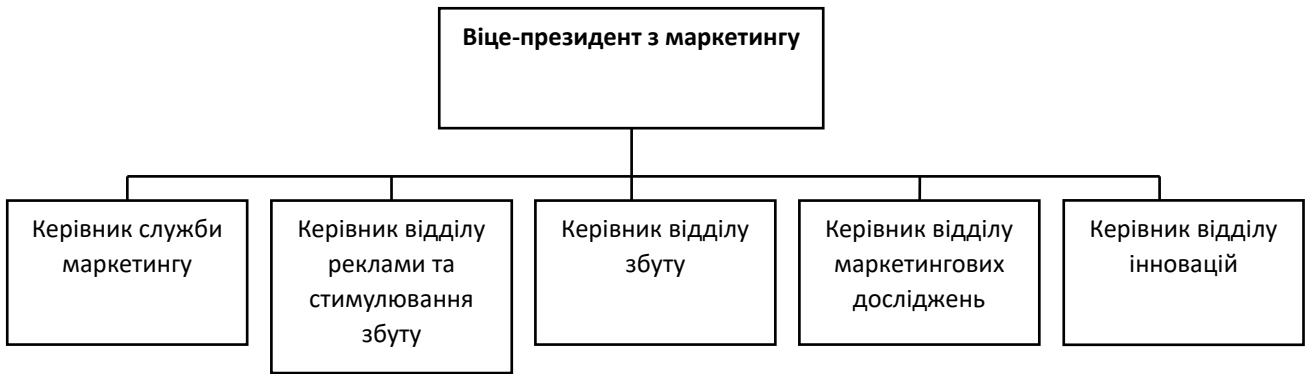 Віце-президент з маркетингу
Керівник служби
маркетингу
Керівник відділу
реклами та
стимулювання
збуту
Керівник відділу
збуту
Керівник відділу
маркетингових
досліджень
Керівник відділу
інновацій